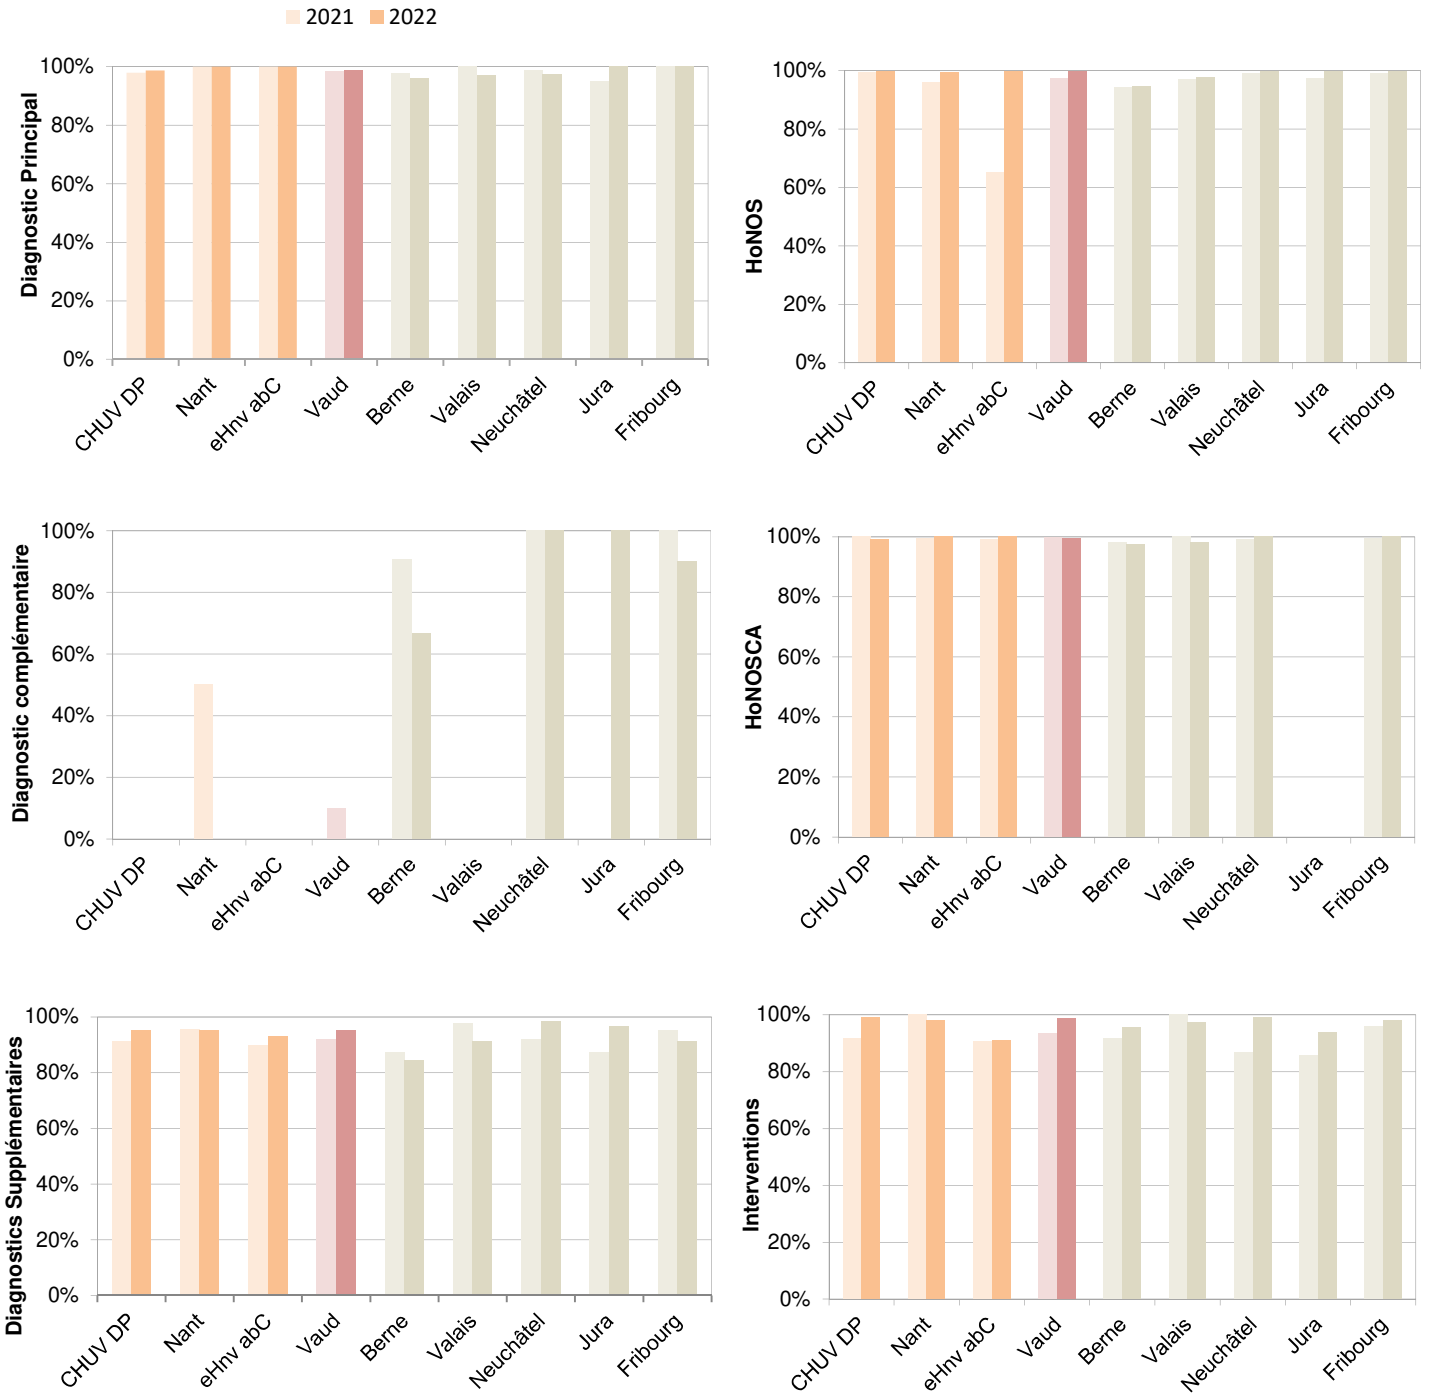 2021 2022
Diagnostic Principal
100%
80%
60%
40%
20%
0%
CHUV DP
Nant
eHnv abC
Vaud
Berne
Valais
Neuchâtel
Jura
Fribourg
HoNOS
100%
80%
60%
40%
20%
0%
CHUV DP
Nant
eHnv abC
Vaud
Berne
Valais
Neuchâtel
Jura
Fribourg
Diagnostic complémentaire
100%
80%
60%
40%
20%
0%
CHUV DP
Nant
eHnv abC
Vaud
Berne
Valais
Neuchâtel
Jura
Fribourg
HoNOSCA
100%
80%
60%
40%
20%
0%
CHUV DP
Nant
eHnv abC
Vaud
Berne
Valais
Neuchâtel
Jura
Fribourg
Diagnostics Supplémentaires
100%
80%
60%
40%
20%
0%
CHUV DP
Nant
eHnv abC
Vaud
Berne
Valais
Neuchâtel
Jura
Fribourg
Interventions
100%
80%
60%
40%
20%
0%
CHUV DP
Nant
eHnv abC
Vaud
Berne
Valais
Neuchâtel
Jura
Fribourg